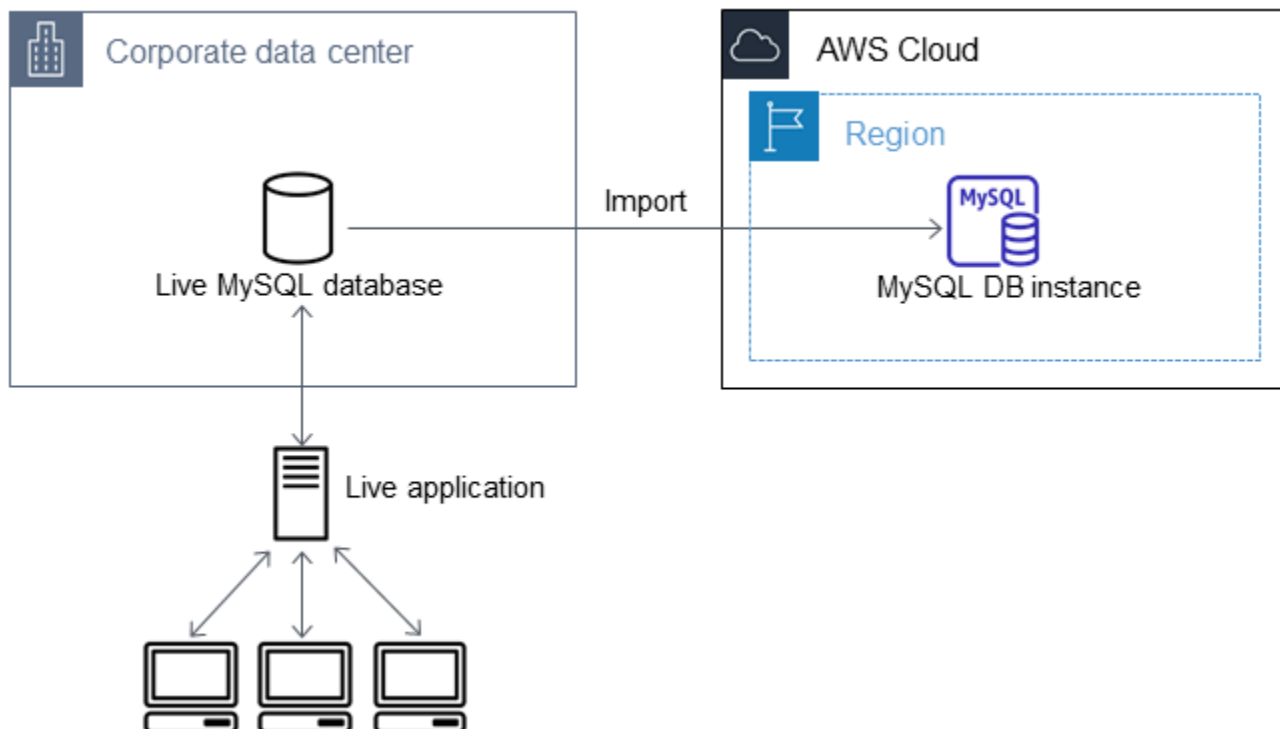 Corporate data center
AWS Cloud
Region
Import
MySQL
Live MySQL database
MySQL DB instance
Live application